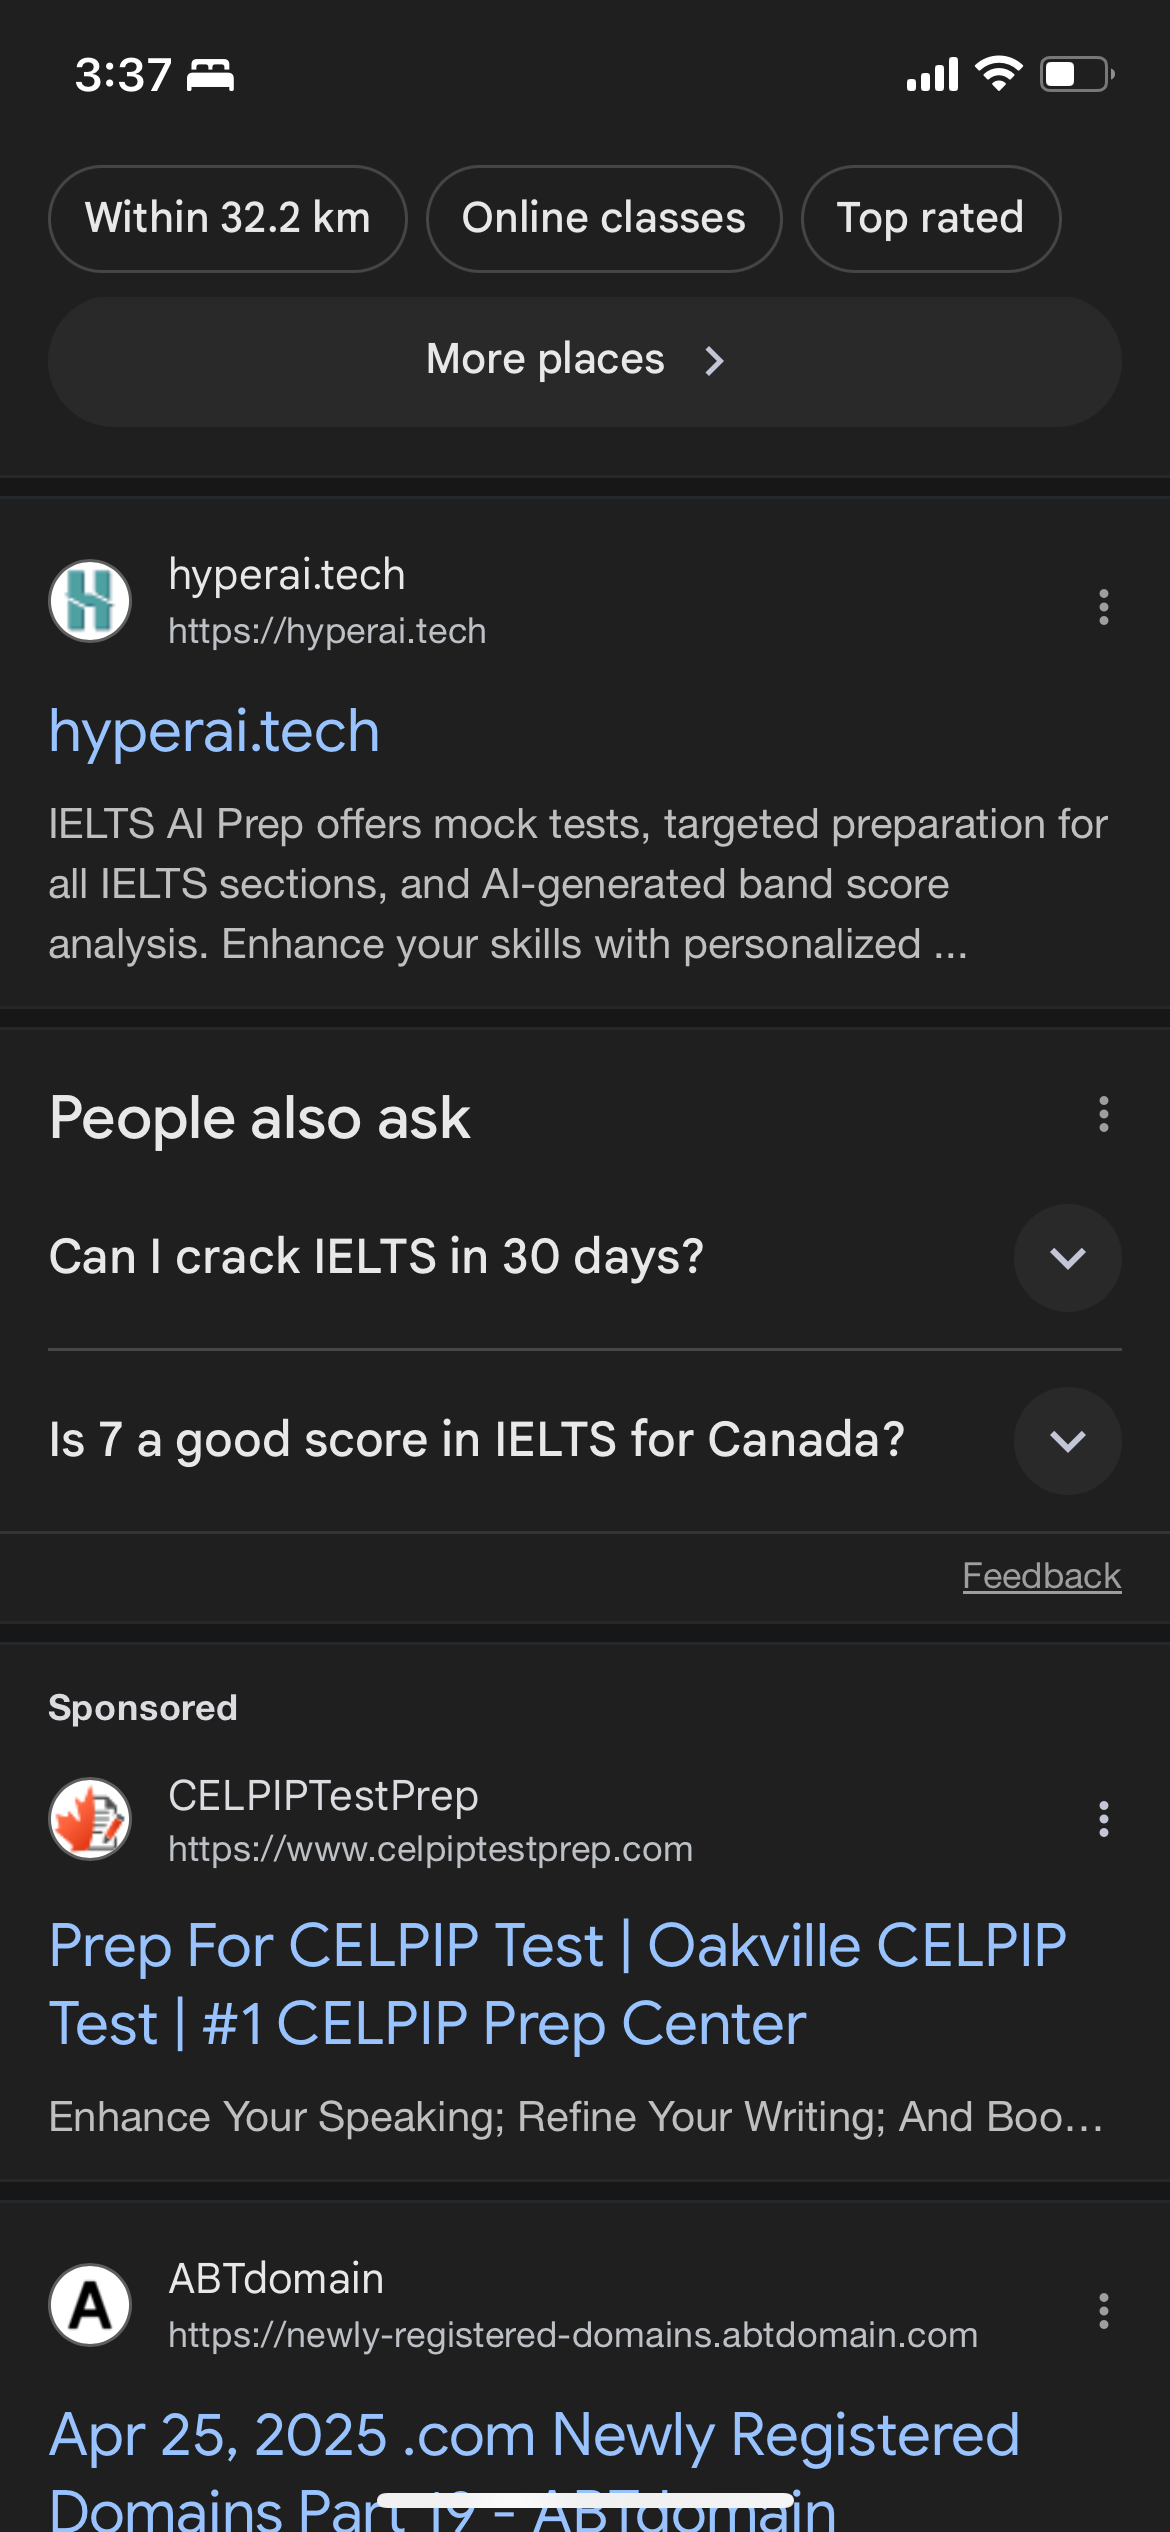 3:37
Within 32.2 km
Online classes
Top rated
More places
hyperai.tech
https://hyperai.tech
hyperai.tech
IELTS AI Prep offers mock tests, targeted preparation for
all IELTS sections, and AI-generated band score
analysis. Enhance your skills with personalized ...
People also ask
Can I crack IELTS in 30 days?
Is 7 a good score in IELTS for Canada?
Feedback
Sponsored
CELPIPTestPrep
https://www.celpiptestprep.com
Prep For CELPIP Test | Oakville CELPIP
Test | #1 CELPIP Prep Center
Enhance Your Speaking; Refine Your Writing; And Boo...
A
ABTdomain
https://newly-registered-domains.abtdomain.com
Apr 25, 2025 .com Newly Registered
Domains Part 19 - ABTdomain